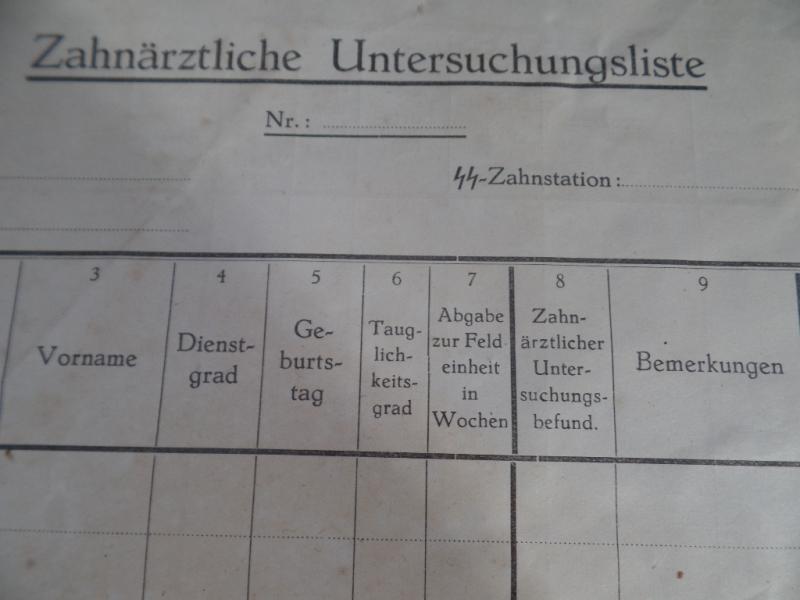 Zahnärztliche Untersuchungsliste
Nr.:
ᛋᛋ-Zahnstation:
3 4 5 6 7 8 9
Vorname
Dienst-
grad
Ge-
burts-
tag
Taug-
lich-
keits-
grad
Abgabe
zur Feld
einheit
in
Wochen
Zahn-
ärztlicher
Unter-
suchungs-
befund.
Bemerkungen